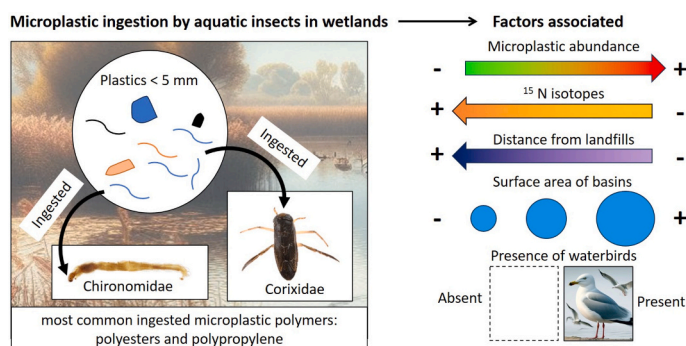 Microplastic ingestion by aquatic insects in wetlands
Factors associated
Plastics < 5 mm
Ingested
Ingested
Chironomidae
Corixidae
most common ingested microplastic polymers:
polyesters and polypropylene
Microplastic abundance
- +
15 N isotopes
+ -
Distance from landfills
+ -
Surface area of basins
- +
Presence of waterbirds
Absent
Present